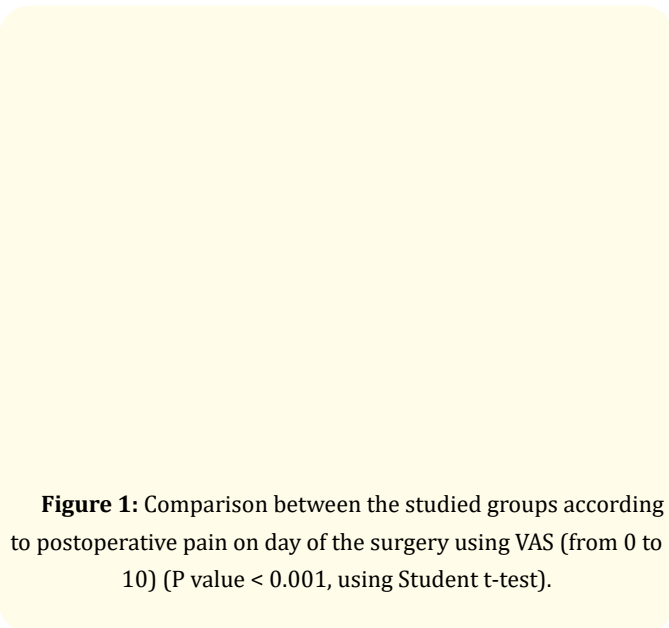 Figure 1: Comparison between the studied groups according
to postoperative pain on day of the surgery using VAS (from 0 to
10) (P value < 0.001, using Student t-test).